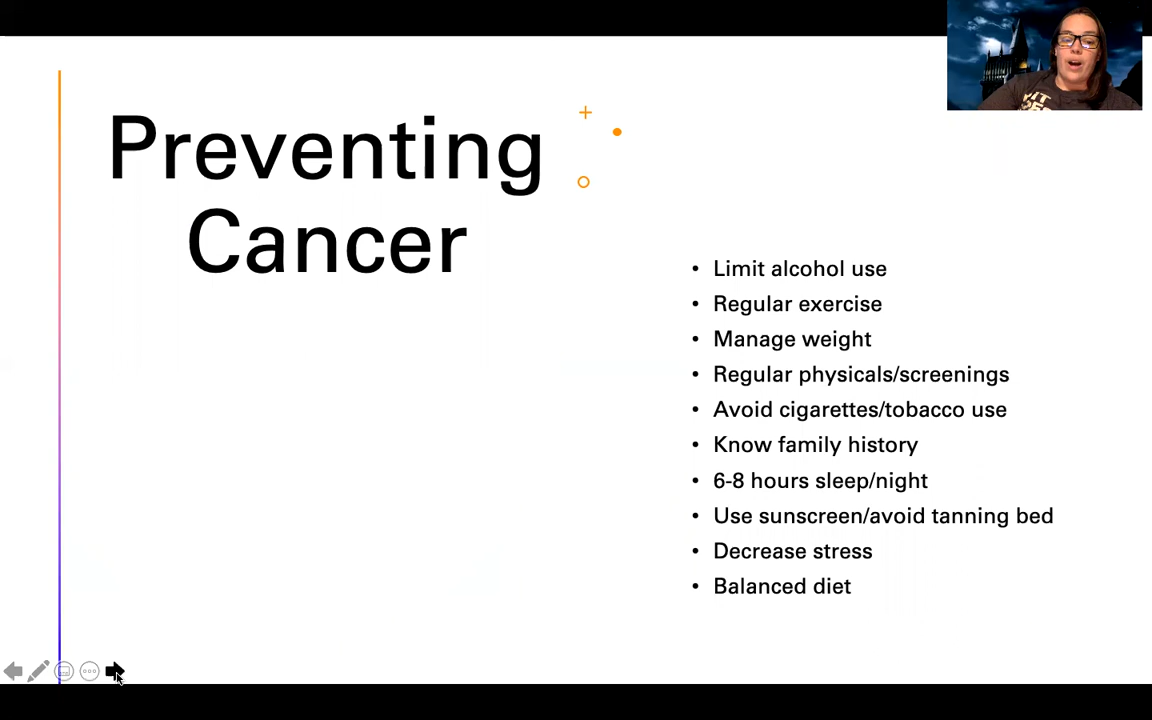 Preventing
Cancer
• Limit alcohol use
• Regular exercise
• Manage weight
• Regular physicals/screenings
• Avoid cigarettes/tobacco use
• Know family history
• 6-8 hours sleep/night
• Use sunscreen/avoid tanning bed
• Decrease stress
• Balanced diet